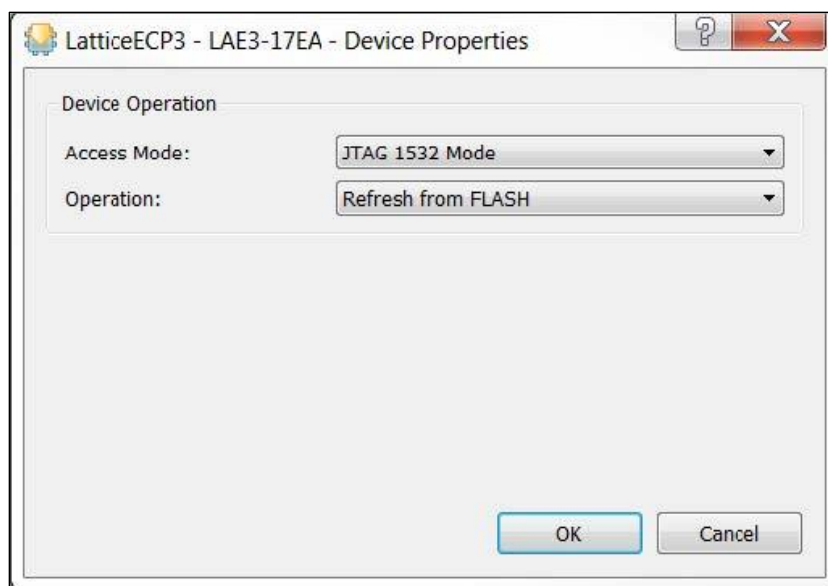 LatticeECP3 - LAE3-17EA - Device Properties
Device Operation
Access Mode: JTAG 1532 Mode
Operation: Refresh from FLASH
OK Cancel